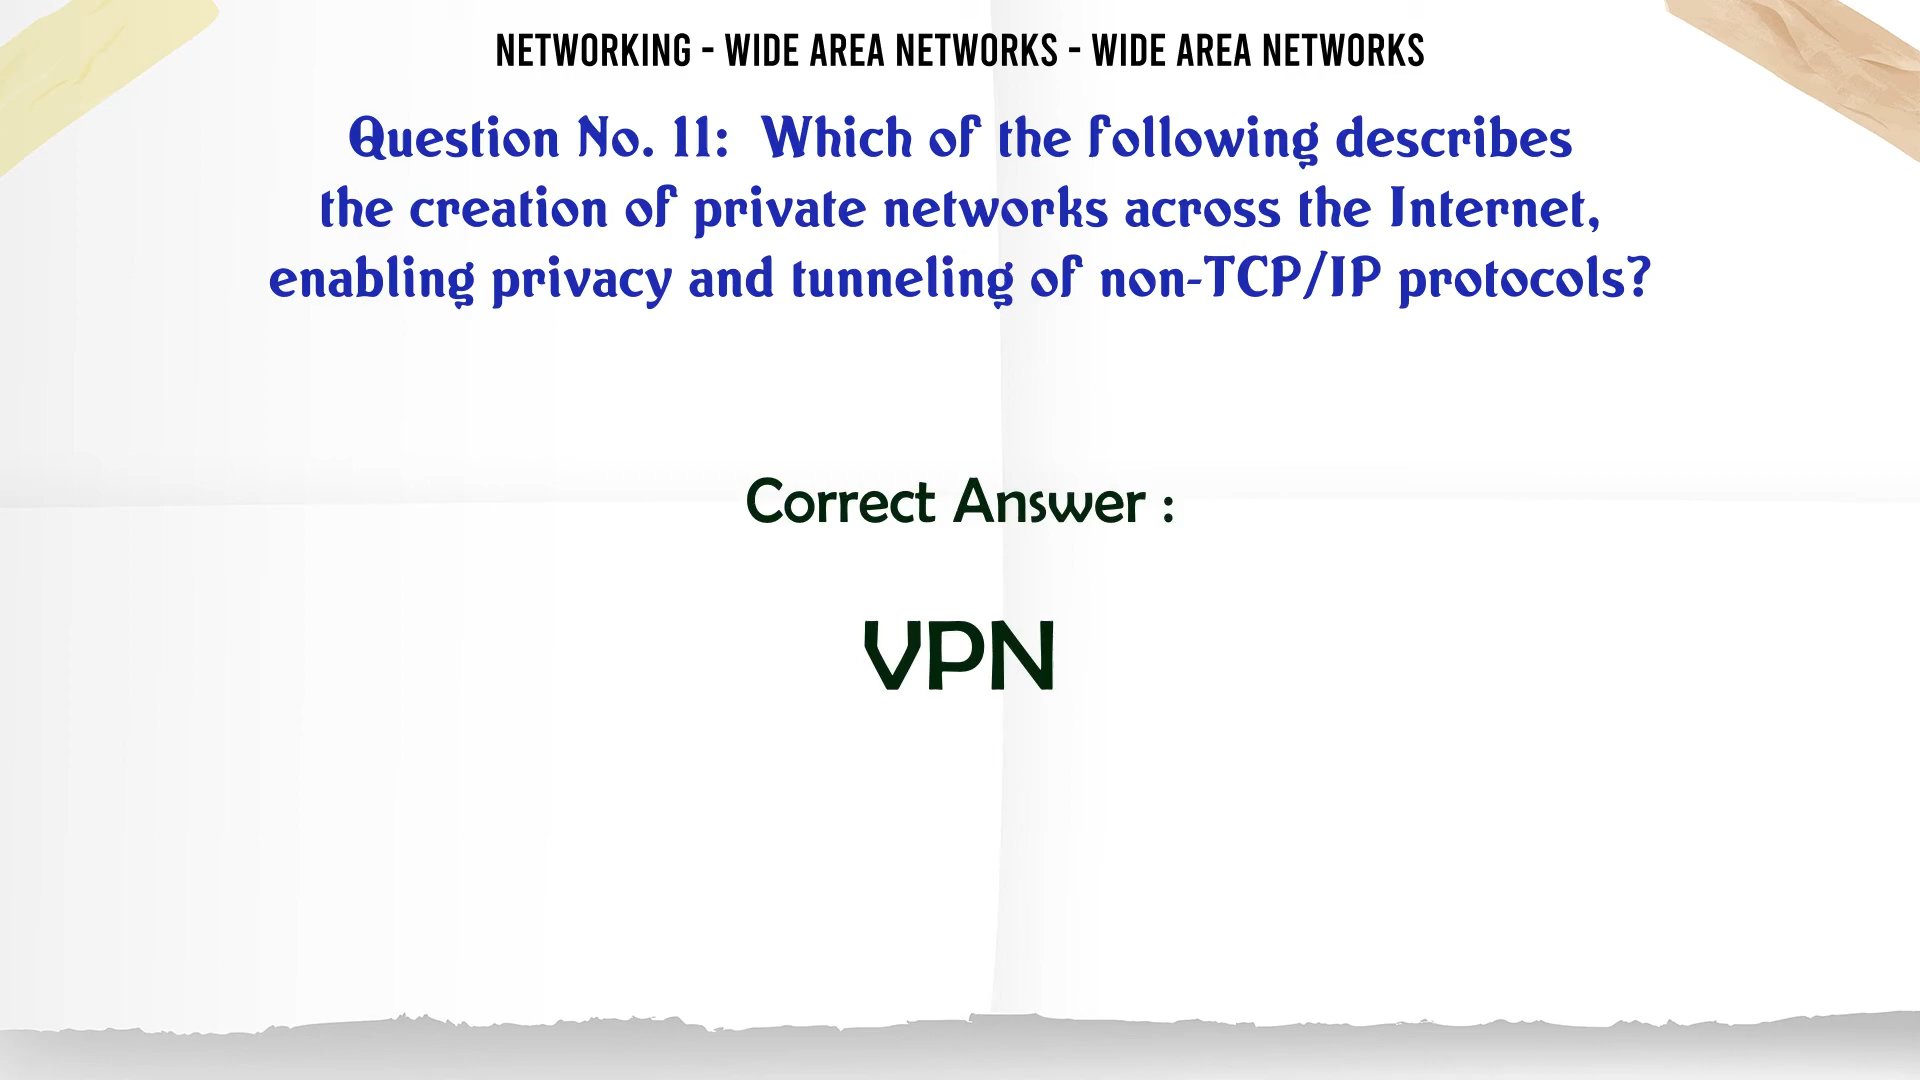 NETWORKING - WIDE AREA NETWORKS - WIDE AREA NETWORKS
Question No. 11: Which of the following describes
the creation of private networks across the Internet,
enabling privacy and tunneling of non-TCP/IP protocols?
Correct Answer :
VPN